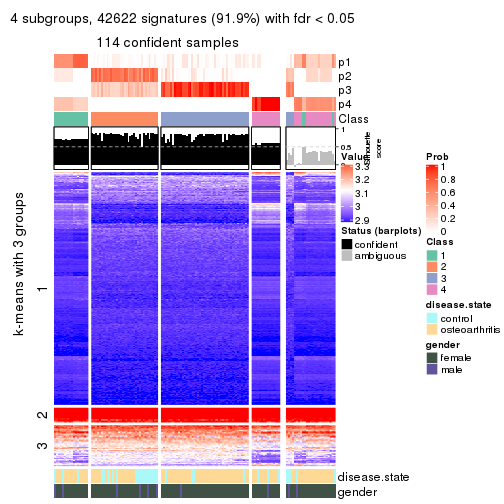 4 subgroups, 42622 signatures (91.9%) with fdr < 0.05
114 confident samples
p1
p2
p3
p4
Class
1
0.5
0
Silhouette
score
k-means with 3 groups
1
2
3
disease.state
gender
Value
3.3
3.2
3.1
3
2.9
Status (barplots)
confident
ambiguous
Prob
1
0.8
0.6
0.4
0.2
0
Class
1
2
3
4
disease.state
control
osteoarthritis
gender
female
male